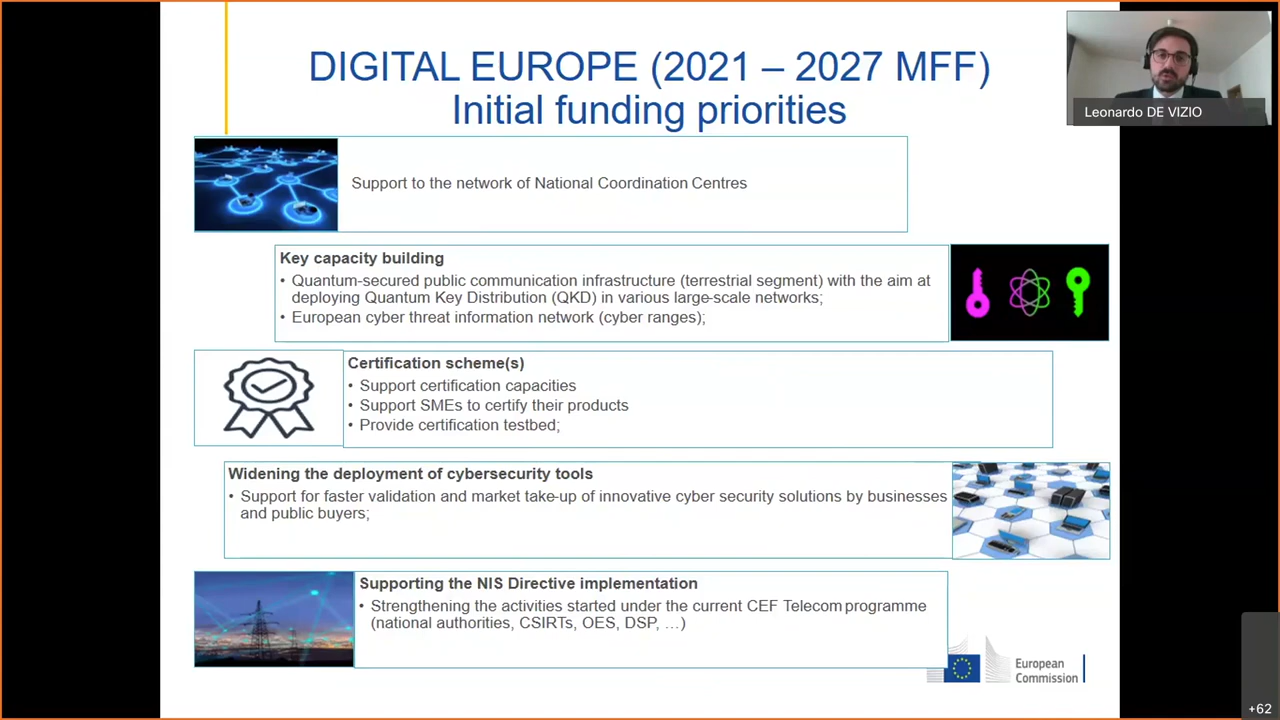 DIGITAL EUROPE (2021 – 2027 MFF)
Initial funding priorities
Leonardo DE VIZIO
Support to the network of National Coordination Centres
Key capacity building
• Quantum-secured public communication infrastructure (terrestrial segment) with the aim at
deploying Quantum Key Distribution (QKD) in various large-scale networks;
• European cyber threat information network (cyber ranges);
Certification scheme(s)
• Support certification capacities
• Support SMEs to certify their products
• Provide certification testbed;
Widening the deployment of cybersecurity tools
• Support for faster validation and market take-up of innovative cyber security solutions by businesses
and public buyers;
Supporting the NIS Directive implementation
• Strengthening the activities started under the current CEF Telecom programme
(national authorities, CSIRTs, OES, DSP, …)
European
Commission
+62